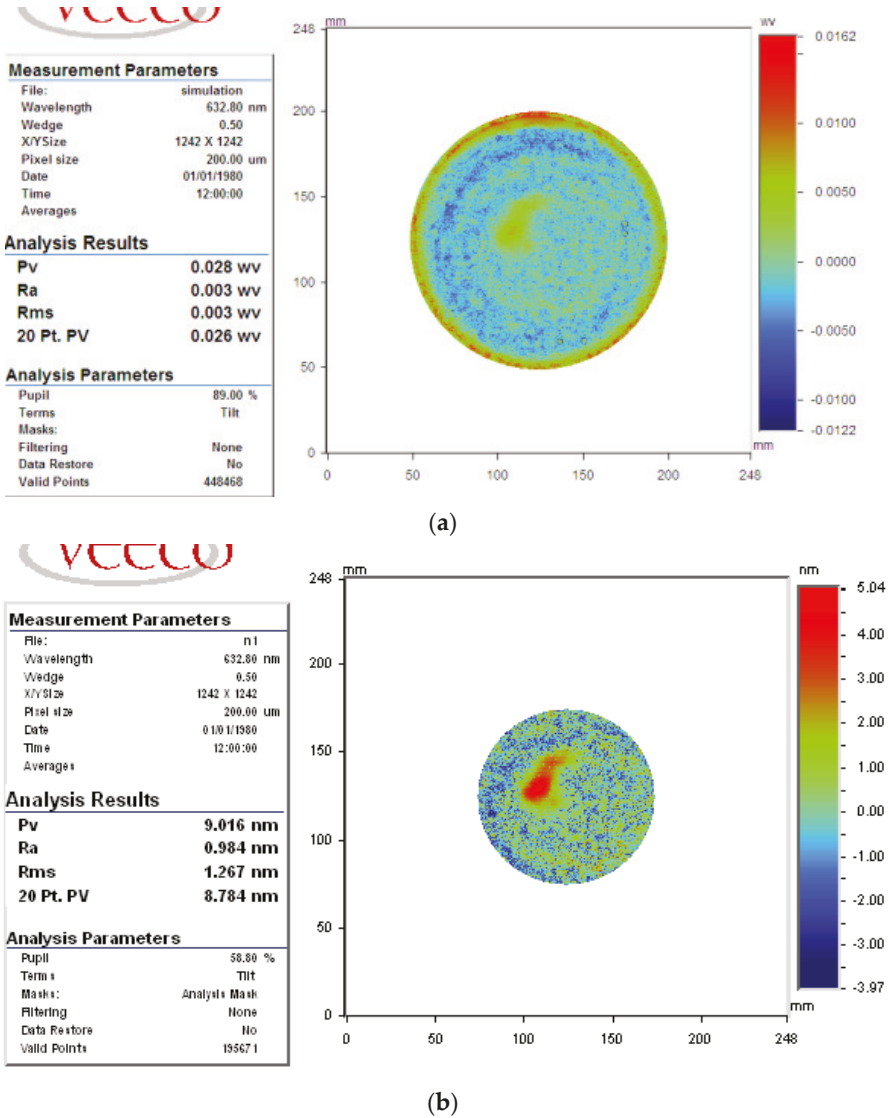 VEECO
Measurement Parameters
File: simulation
Wavelength 632.80 nm
Wedge 0.50
X/YSize 1242 X 1242
Pixel size 200.00 um
Date 01/01/1980
Time 12:00:00
Averages
Analysis Results
Pv 0.028 wv
Ra 0.003 wv
Rms 0.003 wv
20 Pt. PV 0.026 wv
Analysis Parameters
Pupil 89.00 %
Terms Tilt
Masks:
Filtering None
Data Restore No
Valid Points 448468
mm
248
200
150
100
50
0
0 50 100 150 200 248
mm
wv
0.0162
0.0100
0.0050
0.0000
-0.0050
-0.0100
-0.0122
(a)
VEECO
Measurement Parameters
File: n1
Wavelength 632.80 nm
Wedge 0.50
X/YSize 1242 X 1242
Pixel size 200.00 um
Date 01/01/1980
Time 12:00:00
Averages
Analysis Results
Pv 9.016 nm
Ra 0.984 nm
Rms 1.267 nm
20 Pt. PV 8.784 nm
Analysis Parameters
Pupil 58.80 %
Terms Tilt
Masks: Analysis Mask
Filtering None
Data Restore No
Valid Points 195671
mm
248
200
150
100
50
0
0 50 100 150 200 248
mm
nm
5.04
4.00
3.00
2.00
1.00
0.00
-1.00
-2.00
-3.00
-3.97
(b)